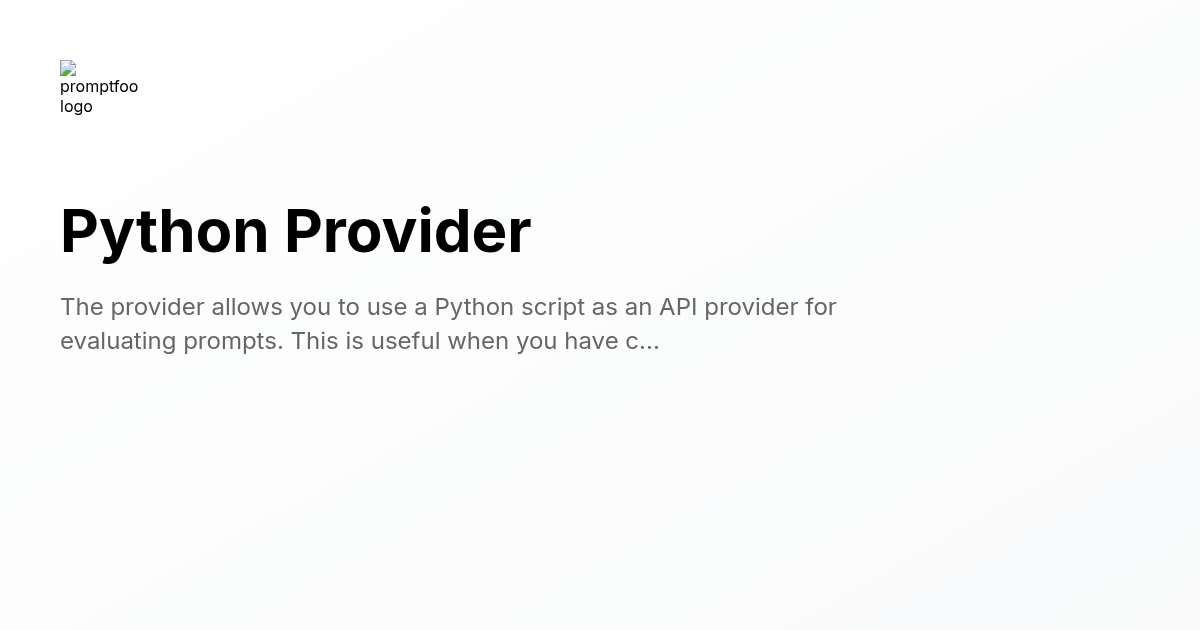 promptfoo
logo
Python Provider
The provider allows you to use a Python script as an API provider for
evaluating prompts. This is useful when you have c...